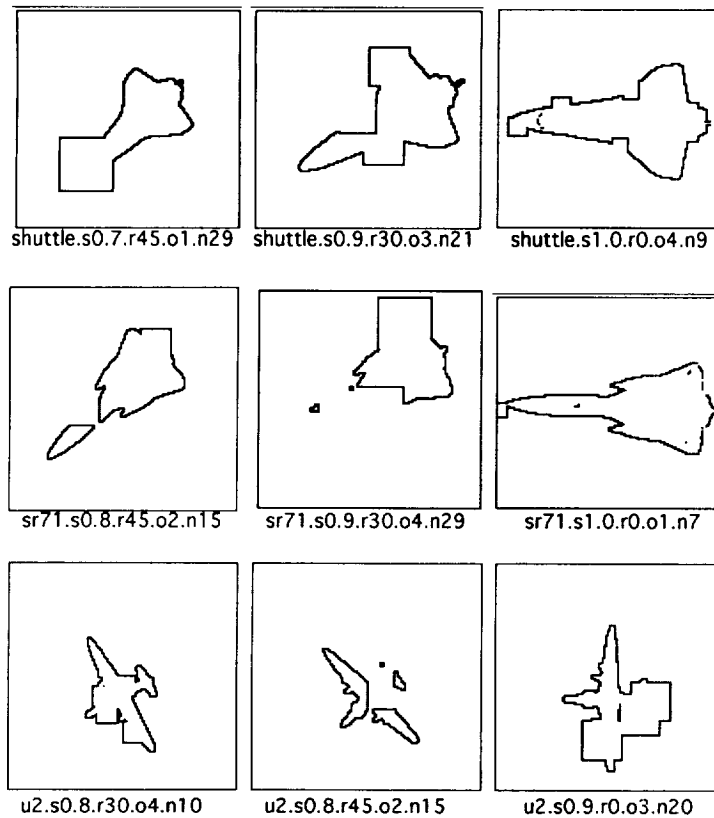 shuttle.s0.7.r45.o1.n29
shuttle.s0.9.r30.o3.n21
shuttle.s1.0.r0.o4.n9
sr71.s0.8.r45.o2.n15
sr71.s0.9.r30.o4.n29
sr71.s1.0.r0.o1.n7
u2.s0.8.r30.o4.n10
u2.s0.8.r45.o2.n15
u2.s0.9.r0.o3.n20